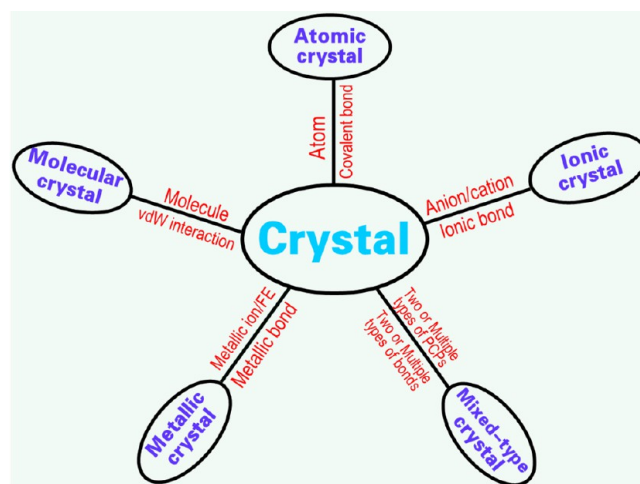 Atomic
crystal
Atom
Covalent bond
Molecular
crystal
Molecule
vdW interaction
Ionic
crystal
Anion/cation
Ionic bond
Crystal
Metallic ion/FE
Metallic bond
Metallic
crystal
Two or Multiple
types of PCPs
Two or Multiple
types of bonds
Mixed-type
crystal